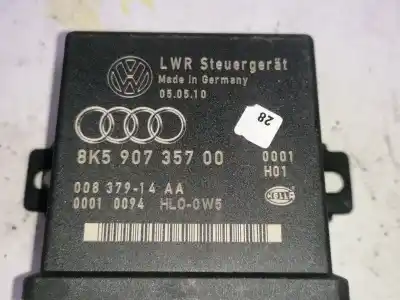 LWR Steuergerät
Made in Germany
05.05.10
28
8K5 907 357 00 0001
H01
008 379-14 AA
0001 0094 HLO-0W5
HELLA